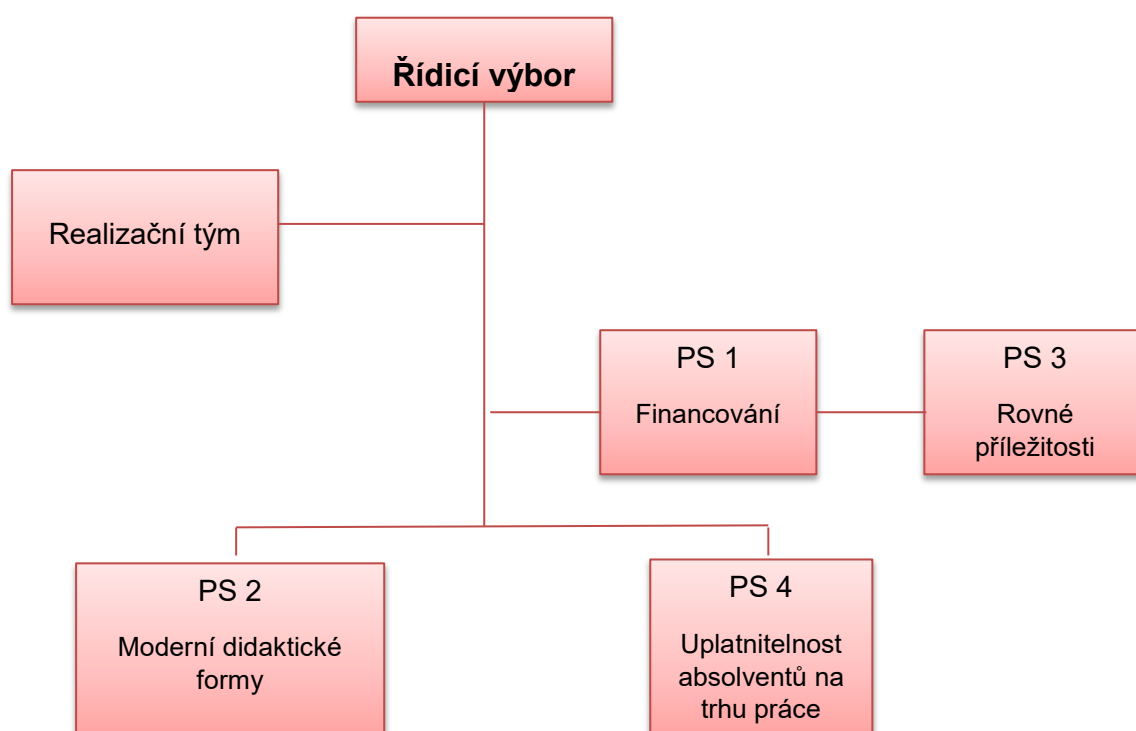 Řídicí výbor
Realizační tým
PS 1
Financování
PS 3
Rovné
příležitosti
PS 2
Moderní didaktické
formy
PS 4
Uplatnitelnost
absolventů na
trhu práce